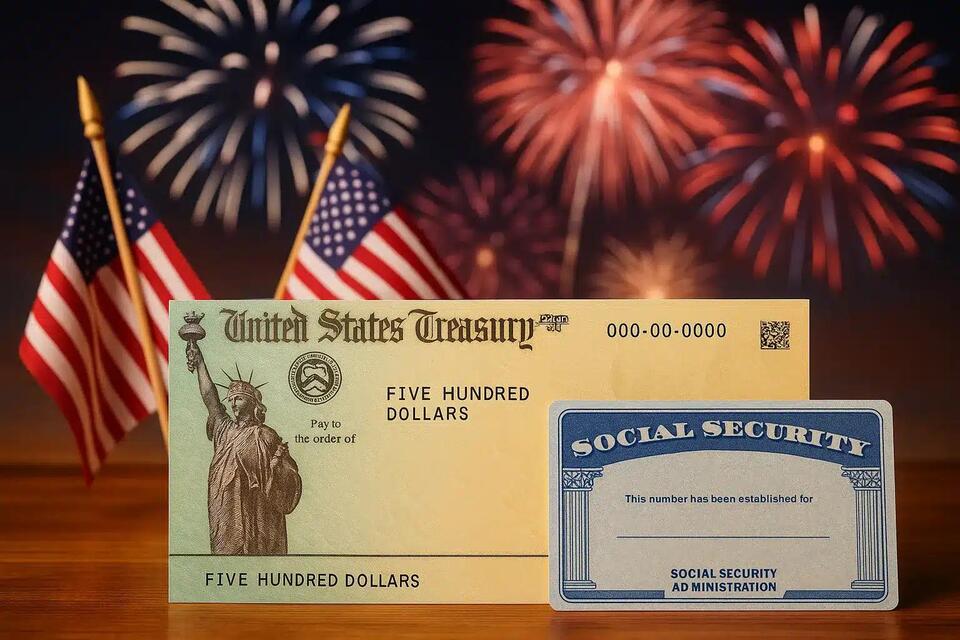 United States Treasury
000-00-0000
FIVE HUNDRED
DOLLARS
Pay to
the order of
FIVE HUNDRED DOLLARS
SOCIAL SECURITY
This number has been established for
SOCIAL SECURITY
AD MINISTRATION